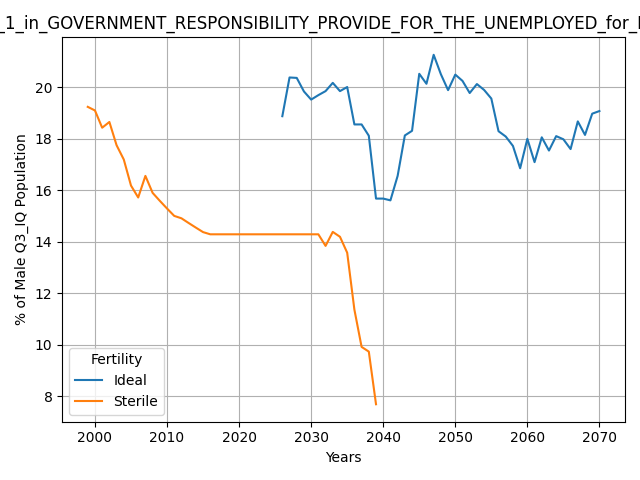 _1_in_GOVERNMENT_RESPONSIBILITY_PROVIDE_FOR_THE_UNEMPLOYED_for_
% of Male Q3_IQ Population
20
18
16
14
12
10
8
Fertility
Ideal
Sterile
2000 2010 2020 2030 2040 2050 2060 2070
Years